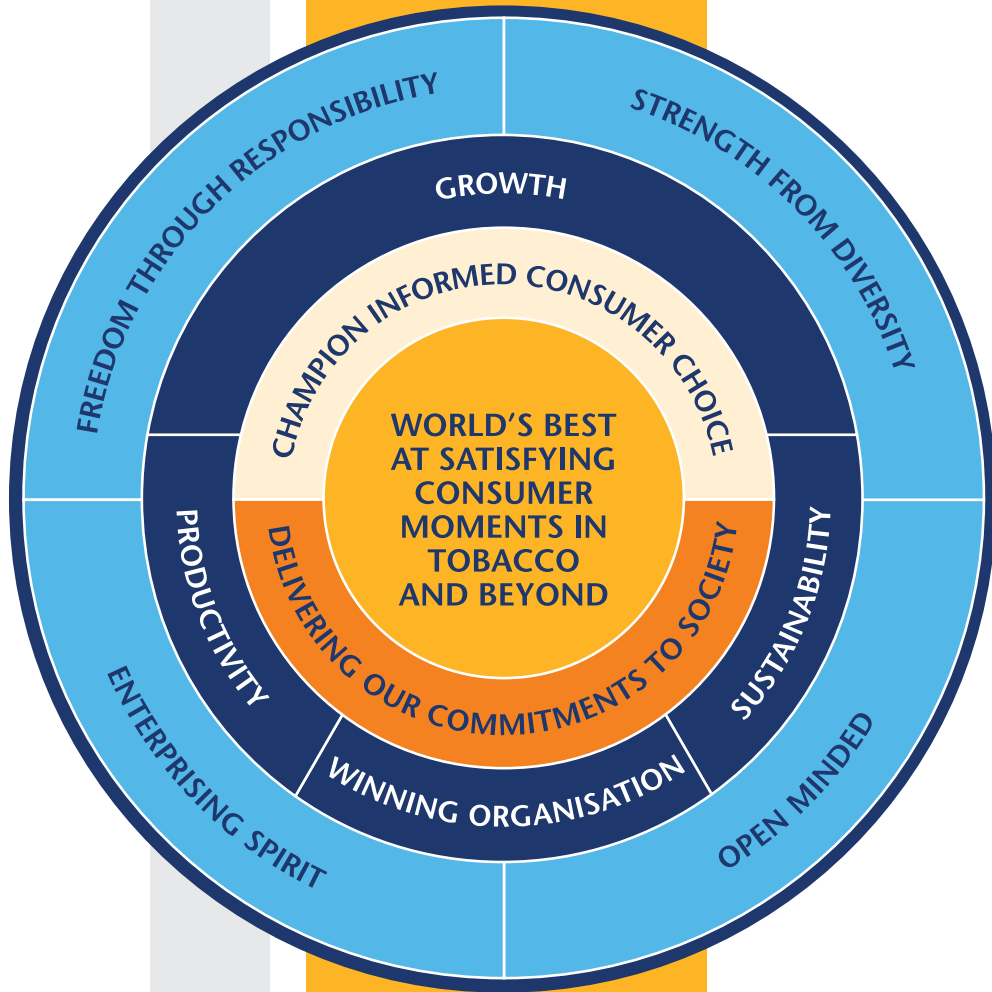 FREEDOM THROUGH RESPONSIBILITY
STRENGTH FROM DIVERSITY
GROWTH
CHAMPION INFORMED CONSUMER CHOICE
WORLD’S BEST
AT SATISFYING
CONSUMER
MOMENTS IN
TOBACCO
AND BEYOND
DELIVERING OUR COMMITMENTS TO SOCIETY
PRODUCTIVITY
SUSTAINABILITY
WINNING ORGANISATION
ENTERPRISING SPIRIT
OPEN MINDED